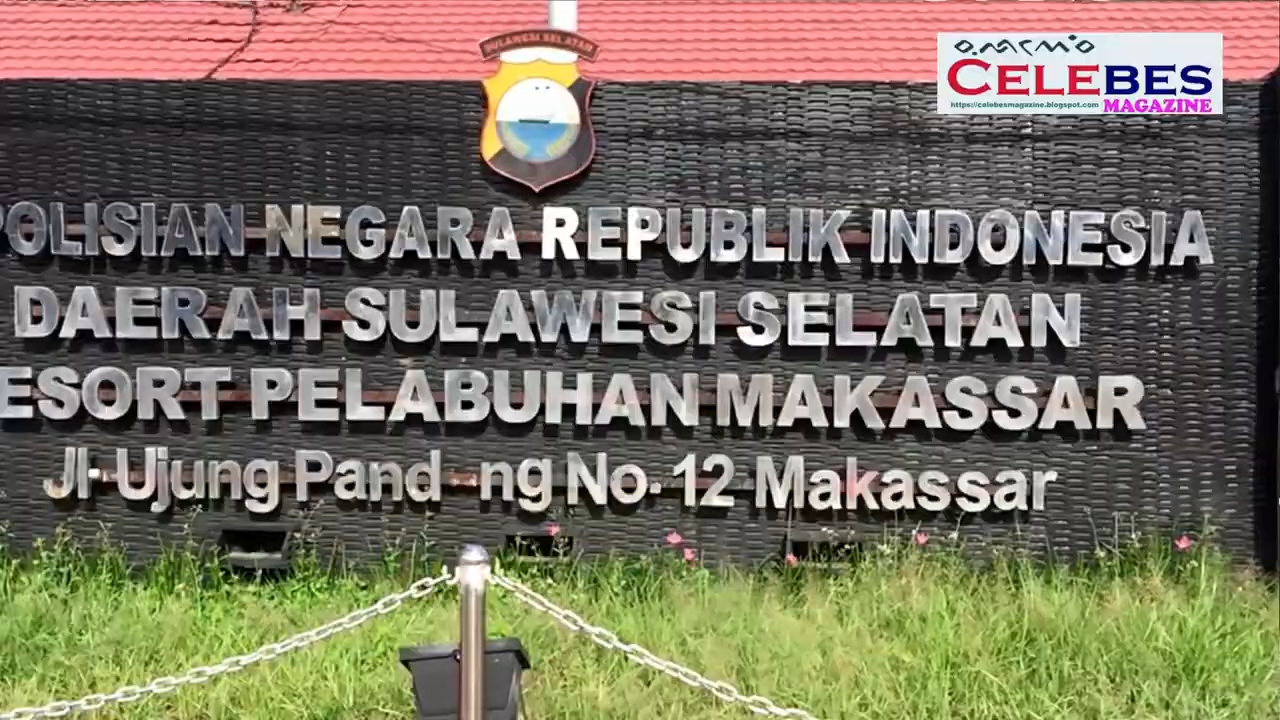 SULAWESI SELATAN
CELEBES
https://celebesmagazine.blogspot.com
MAGAZINE
POLISIAN NEGARA REPUBLIK INDONESIA
DAERAH SULAWESI SELATAN
ESORT PELABUHAN MAKASSAR
Jl Ujung Pand ng No. 12 Makassar